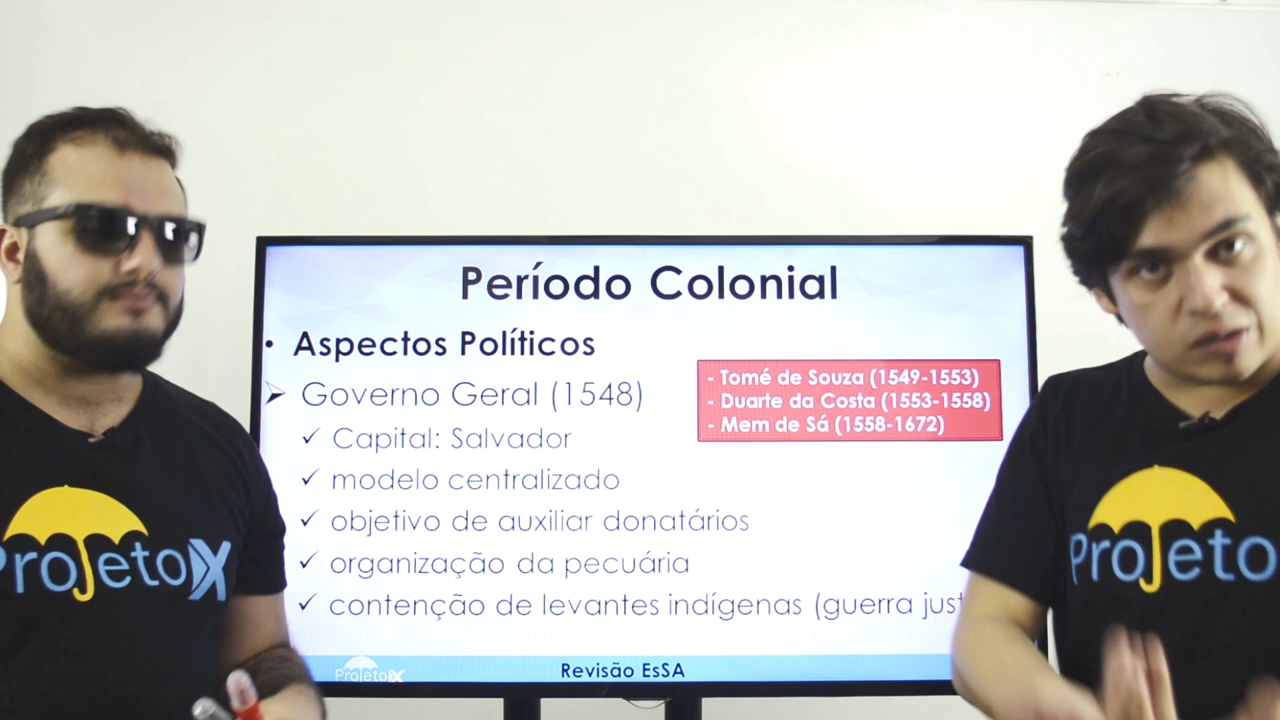 Período Colonial
• Aspectos Políticos
➢ Governo Geral (1548)
✓ Capital: Salvador
✓ modelo centralizado
✓ objetivo de auxiliar donatários
✓ organização da pecuária
✓ contenção de levantes indígenas (guerra just
- Tomé de Souza (1549-1553)
- Duarte da Costa (1553-1558)
- Mem de Sá (1558-1672)
ProjetoX
Revisão EsSA
ProjetoX
Projeto